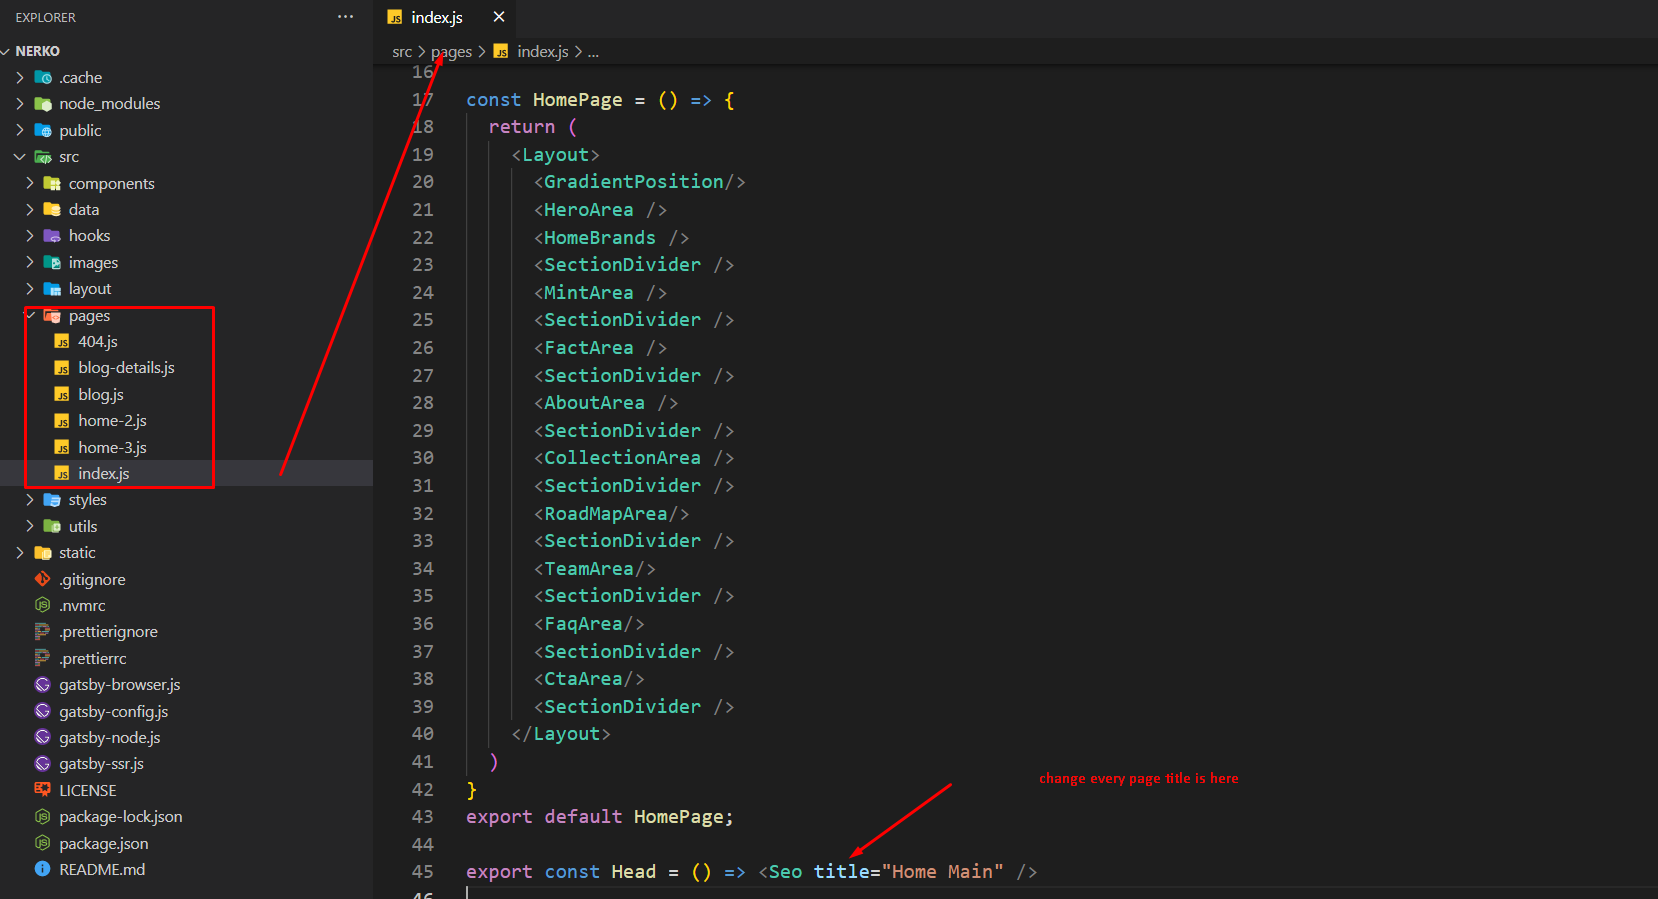 EXPLORER
NERKO
.cache
node_modules
public
src
components
data
hooks
images
layout
pages
404.js
blog-details.js
blog.js
home-2.js
home-3.js
index.js
styles
utils
static
.gitignore
.nvmrc
.prettierignore
.prettierrc
gatsby-browser.js
gatsby-config.js
gatsby-node.js
gatsby-ssr.js
LICENSE
package-lock.json
package.json
README.md
JS index.js ×
src > pages > JS index.js > ...
16
17 const HomePage = () => {
18 return (
19 <Layout>
20 <GradientPosition/>
21 <HeroArea />
22 <HomeBrands />
23 <SectionDivider />
24 <MintArea />
25 <SectionDivider />
26 <FactArea />
27 <SectionDivider />
28 <AboutArea />
29 <SectionDivider />
30 <CollectionArea />
31 <SectionDivider />
32 <RoadMapArea/>
33 <SectionDivider />
34 <TeamArea/>
35 <SectionDivider />
36 <FaqArea/>
37 <SectionDivider />
38 <CtaArea/>
39 <SectionDivider />
40 </Layout>
41 )
42 }
change every page title is here
43 export default HomePage;
44
45 export const Head = () => <Seo title="Home Main" />
46